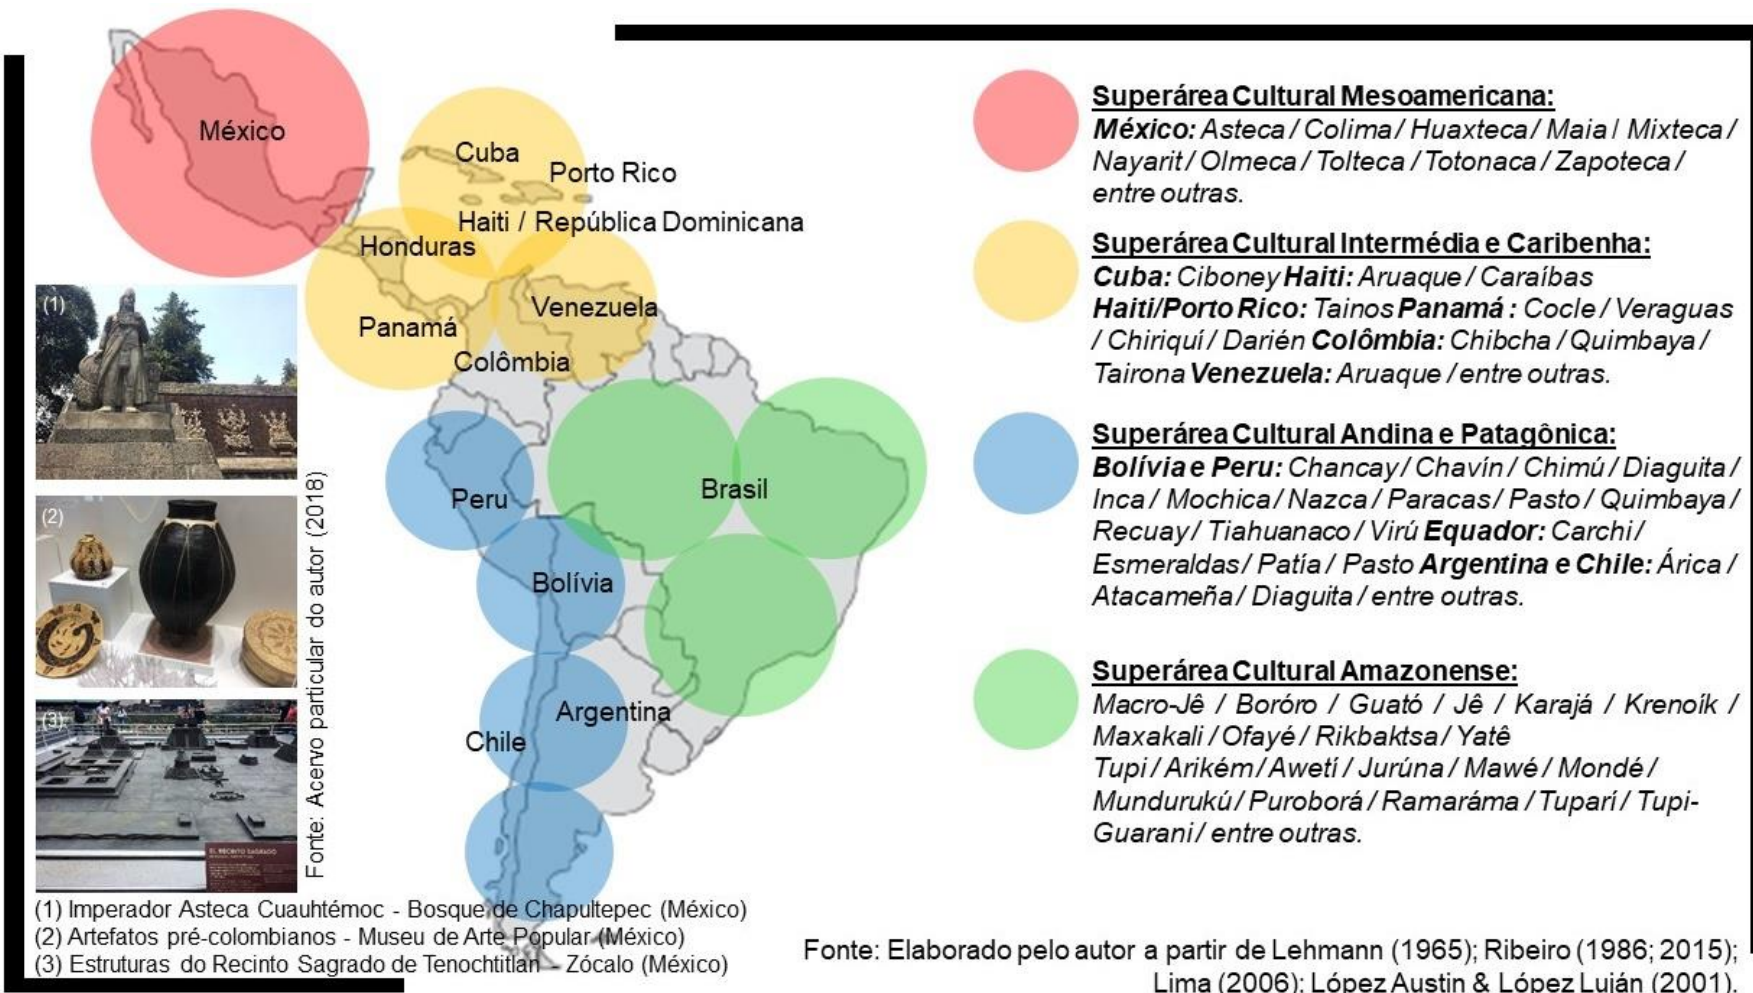 México
Cuba
Porto Rico
Haiti / República Dominicana
Honduras
Venezuela
Panamá
Colômbia
Peru
Brasil
Bolívia
Argentina
Chile
Superárea Cultural Mesoamericana:
México: Asteca / Colima / Huaxteca / Maia / Mixteca /
Nayarit / Olmeca / Tolteca / Totonaca / Zapoteca /
entre outras.
Superárea Cultural Intermédia e Caribenha:
Cuba: Ciboney Haiti: Aruaque / Caraíbas
Haiti/Porto Rico: Tainos Panamá : Cocle / Veraguas
/ Chiriquí / Darién Colômbia: Chibcha / Quimbaya /
Tairona Venezuela: Aruaque / entre outras.
Superárea Cultural Andina e Patagônica:
Bolívia e Peru: Chancay / Chavín / Chimú / Diaguita /
Inca / Mochica / Nazca / Paracas / Pasto / Quimbaya /
Recuay / Tiahuanaco / Virú Equador: Carchi /
Esmeraldas / Patía / Pasto Argentina e Chile: Árica /
Atacameña / Diaguita / entre outras.
Superárea Cultural Amazonense:
Macro-Jê / Boróro / Guató / Jê / Karajá / Krenoík /
Maxakali / Ofayé / Rikbaktsa / Yatê
Tupi / Arikém / Awetí / Jurúna / Mawé / Mondé /
Mundurukú / Puroborá / Ramaráma / Tuparí / Tupi-
Guarani / entre outras.
(1)
(2)
(3)
EL RECINTO SAGRADO
Fonte: Acervo particular do autor (2018)
(1) Imperador Asteca Cuauhtémoc - Bosque de Chapultepec (México)
(2) Artefatos pré-colombianos - Museu de Arte Popular (México)
(3) Estruturas do Recinto Sagrado de Tenochtitlán – Zócalo (México)
Fonte: Elaborado pelo autor a partir de Lehmann (1965); Ribeiro (1986; 2015);
Lima (2006); López Austin & López Luján (2001).